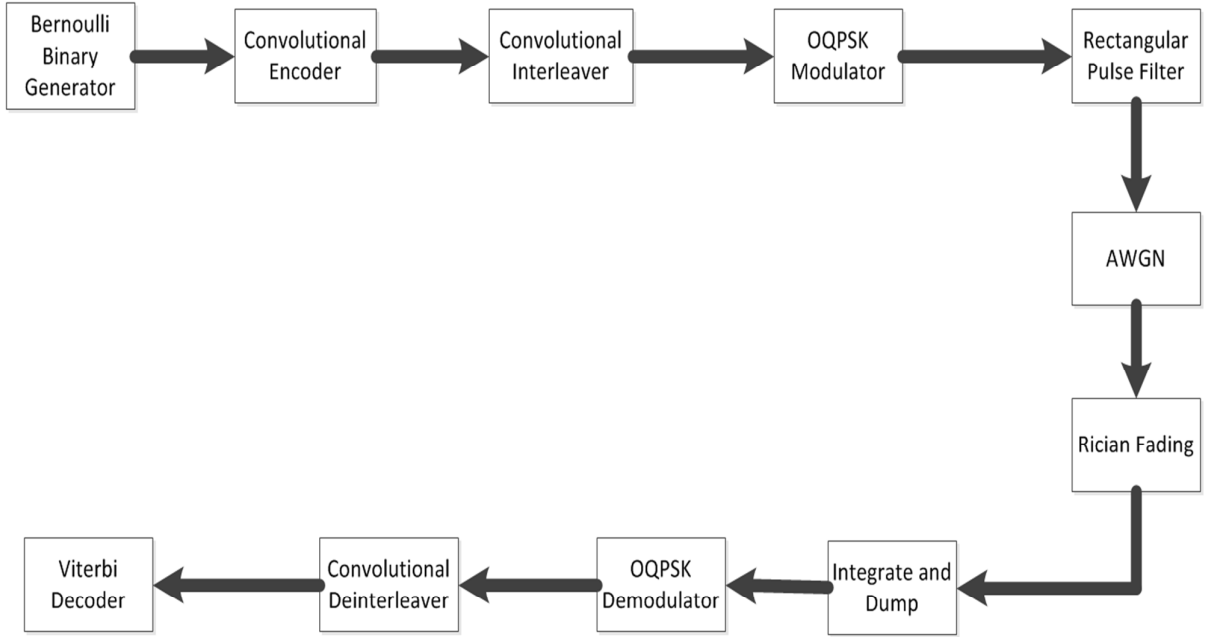 Bernoulli
Binary
Generator
Convolutional
Encoder
Convolutional
Interleaver
OQPSK
Modulator
Rectangular
Pulse Filter
AWGN
Rician Fading
Integrate and
Dump
OQPSK
Demodulator
Convolutional
Deinterleaver
Viterbi
Decoder